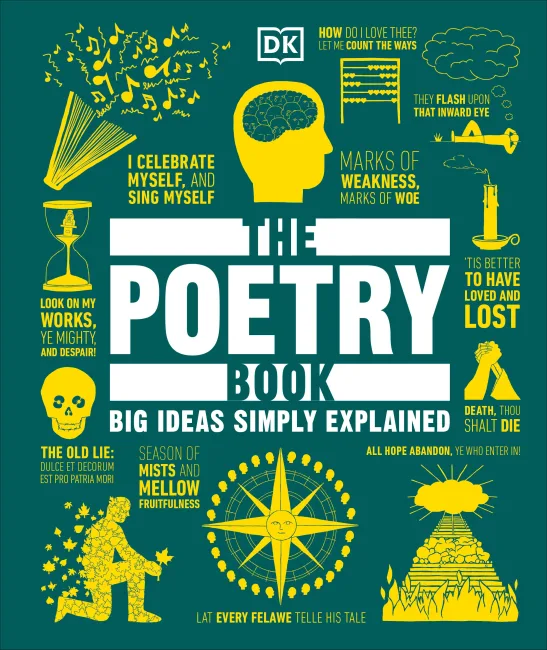 DK
HOW DO I LOVE THEE?
LET ME COUNT THE WAYS
THEY FLASH UPON
THAT INWARD EYE
I CELEBRATE
MYSELF, AND
SING MYSELF
MARKS OF
WEAKNESS,
MARKS OF WOE
THE
POETRY
BOOK
BIG IDEAS SIMPLY EXPLAINED
'TIS BETTER
TO HAVE
LOVED AND
LOST
LOOK ON MY
WORKS,
YE MIGHTY,
AND DESPAIR!
DEATH, THOU
SHALT DIE
THE OLD LIE:
DULCE ET DECORUM
EST PRO PATRIA MORI
SEASON OF
MISTS AND
MELLOW
FRUITFULNESS
ALL HOPE ABANDON, YE WHO ENTER IN!
LAT EVERY FELAWE TELLE HIS TALE